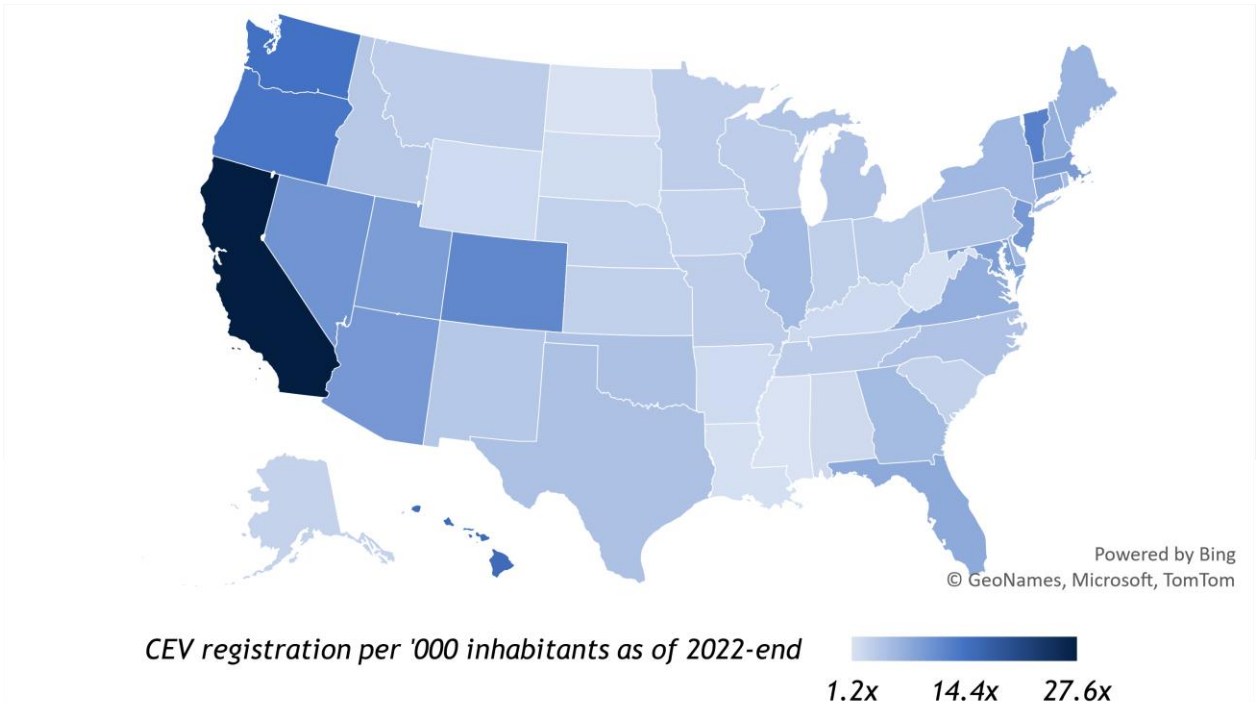 Powered by Bing
© GeoNames, Microsoft, TomTom
CEV registration per '000 inhabitants as of 2022-end
1.2x 14.4x 27.6x